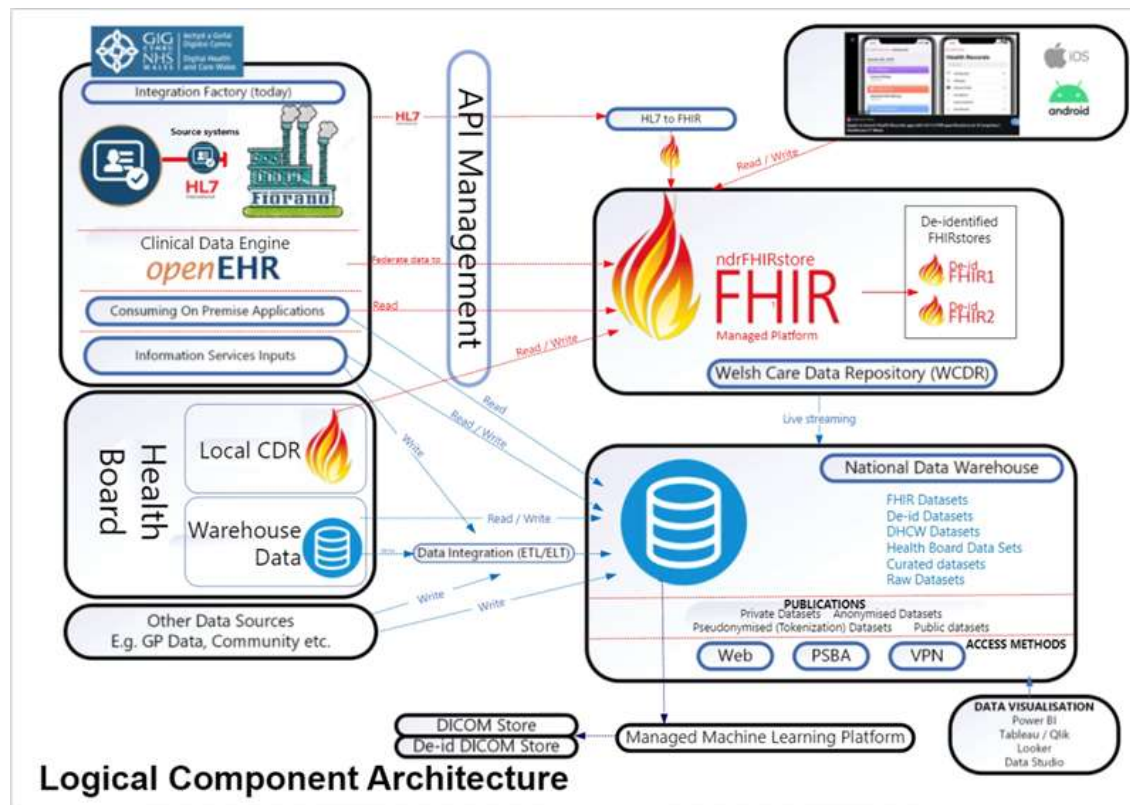 GIG
CYMRU
NHS
WALES
Iechyd a Gofal
Digidol Cymru
Digital Health
and Care Wales
Integration Factory (today)
Source systems
HL7
International
Fiorano
Clinical Data Engine
openEHR
Consuming On Premise Applications
Information Services Inputs
API Management
HL7
HL7 to FHIR
Health Records
iOS
android
Read / Write
Federate data to
Read
Read / Write
ndrFHIRstore
FHIR
Managed Platform
De-identified
FHIRstores
De-id
FHIR1
De-id
FHIR2
Welsh Care Data Repository (WCDR)
Live streaming
Health
Board
Local CDR
Warehouse
Data
Read
Read / Write
Write
Read / Write
Data Integration (ETL/ELT)
Write
Write
Other Data Sources
E.g. GP Data, Community etc.
National Data Warehouse
FHIR Datasets
De-id Datasets
DHCW Datasets
Health Board Data Sets
Curated datasets
Raw Datasets
PUBLICATIONS
Private Datasets Anonymised Datasets
Pseudonymised (Tokenization) Datasets Public datasets
ACCESS METHODS
Web
PSBA
VPN
DATA VISUALISATION
Power BI
Tableau / Qlik
Looker
Data Studio
DICOM Store
De-id DICOM Store
Managed Machine Learning Platform
Logical Component Architecture